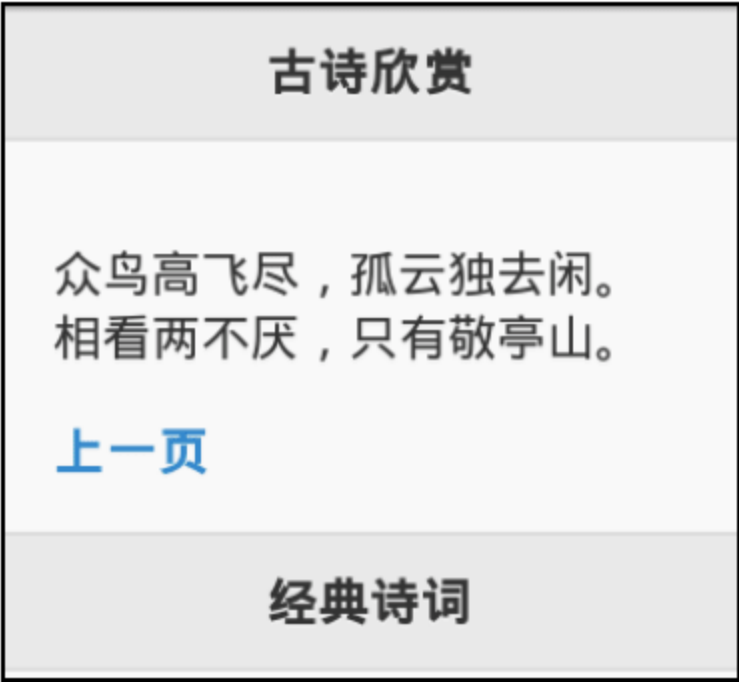 古诗欣赏
众鸟高飞尽，孤云独去闲。
相看两不厌，只有敬亭山。
上一页
经典诗词